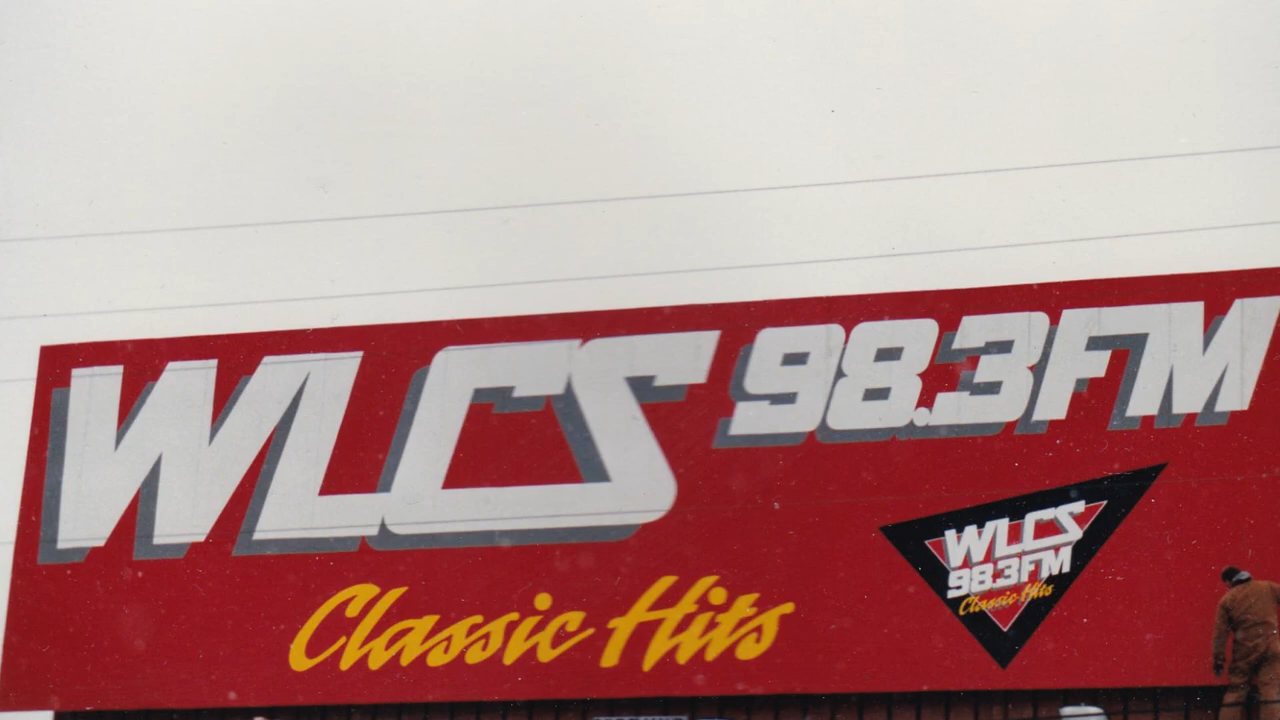 WLCS 98.3FM
Classic Hits
WLCS
98.3FM
Classic Hits